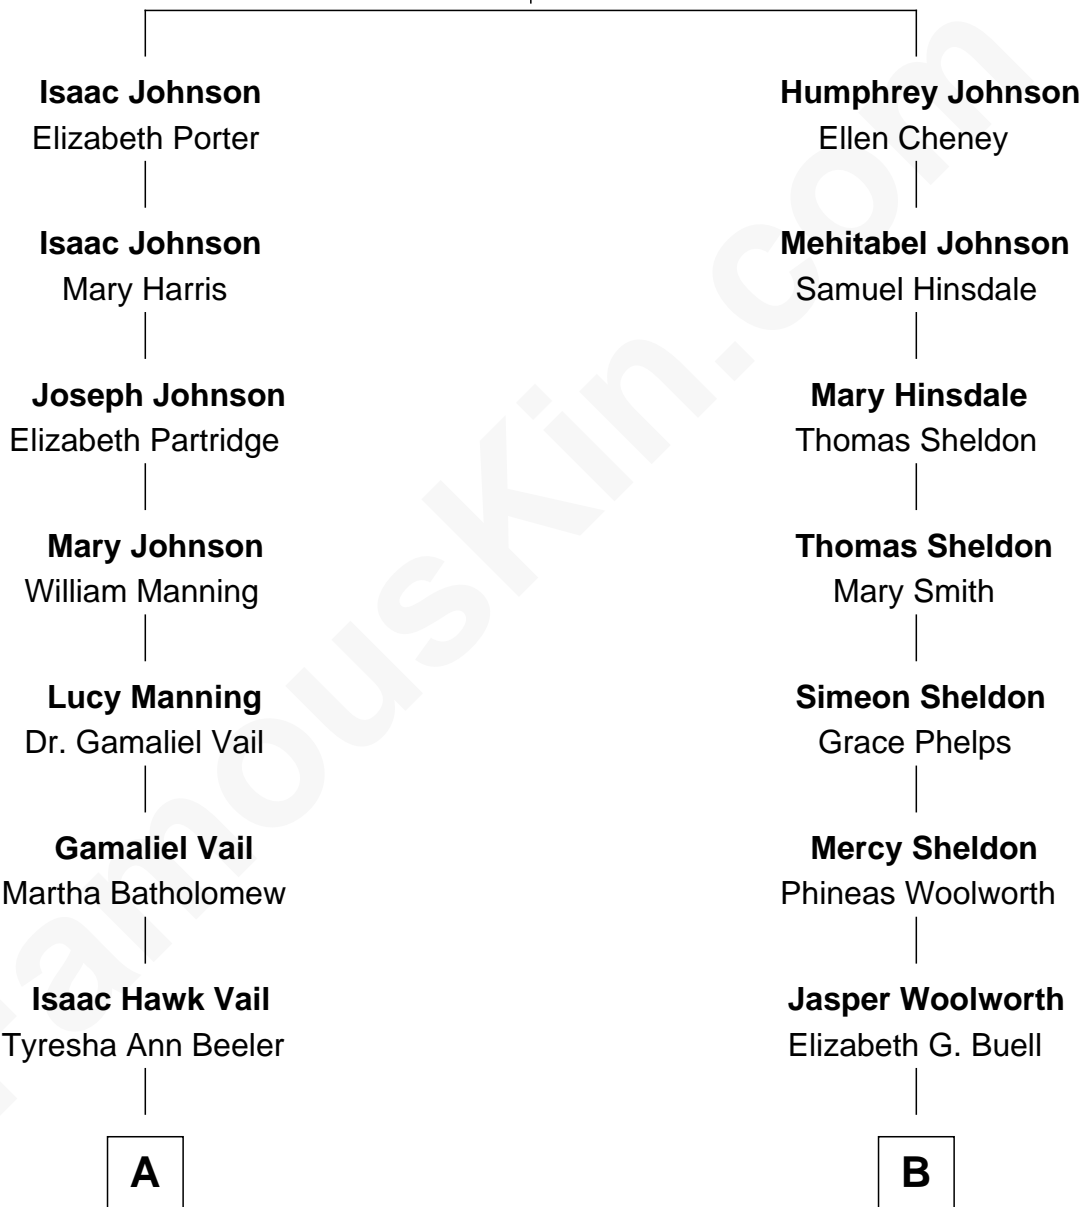 Isaac Johnson
Elizabeth Porter
Isaac Johnson
Mary Harris
Joseph Johnson
Elizabeth Partridge
Mary Johnson
William Manning
Lucy Manning
Dr. Gamaliel Vail
Gamaliel Vail
Martha Batholomew
Isaac Hawk Vail
Tyresha Ann Beeler
A
Humphrey Johnson
Ellen Cheney
Mehitabel Johnson
Samuel Hinsdale
Mary Hinsdale
Thomas Sheldon
Thomas Sheldon
Mary Smith
Simeon Sheldon
Grace Phelps
Mercy Sheldon
Phineas Woolworth
Jasper Woolworth
Elizabeth G. Buell
B
FamousKin.com